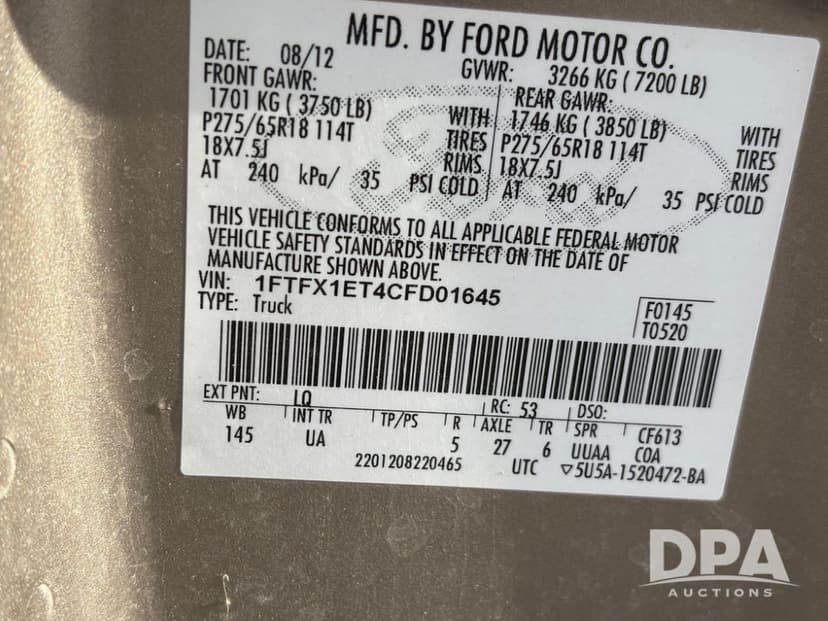 MFD. BY FORD MOTOR CO.
DATE: 08/12 GVWR: 3266 KG ( 7200 LB)
FRONT GAWR: REAR GAWR:
1701 KG ( 3750 LB) WITH 1746 KG ( 3850 LB) WITH
P275/65R18 114T TIRES P275/65R18 114T TIRES
18X7.5J RIMS 18X7.5J RIMS
AT 240 kPa/ 35 PSI COLD AT 240 kPa/ 35 PSI COLD
THIS VEHICLE CONFORMS TO ALL APPLICABLE FEDERAL MOTOR
VEHICLE SAFETY STANDARDS IN EFFECT ON THE DATE OF
MANUFACTURE SHOWN ABOVE.
VIN: 1FTFX1ET4CFD01645
TYPE: Truck
F0145
T0520
EXT PNT: LQ RC: 53 DSO:
WB INT TR TP/PS R AXLE TR SPR CF613
145 UA 5 27 6 UUAA COA
2201208220465 UTC ▽5U5A-1520472-BA
Ford
DPA
AUCTIONS